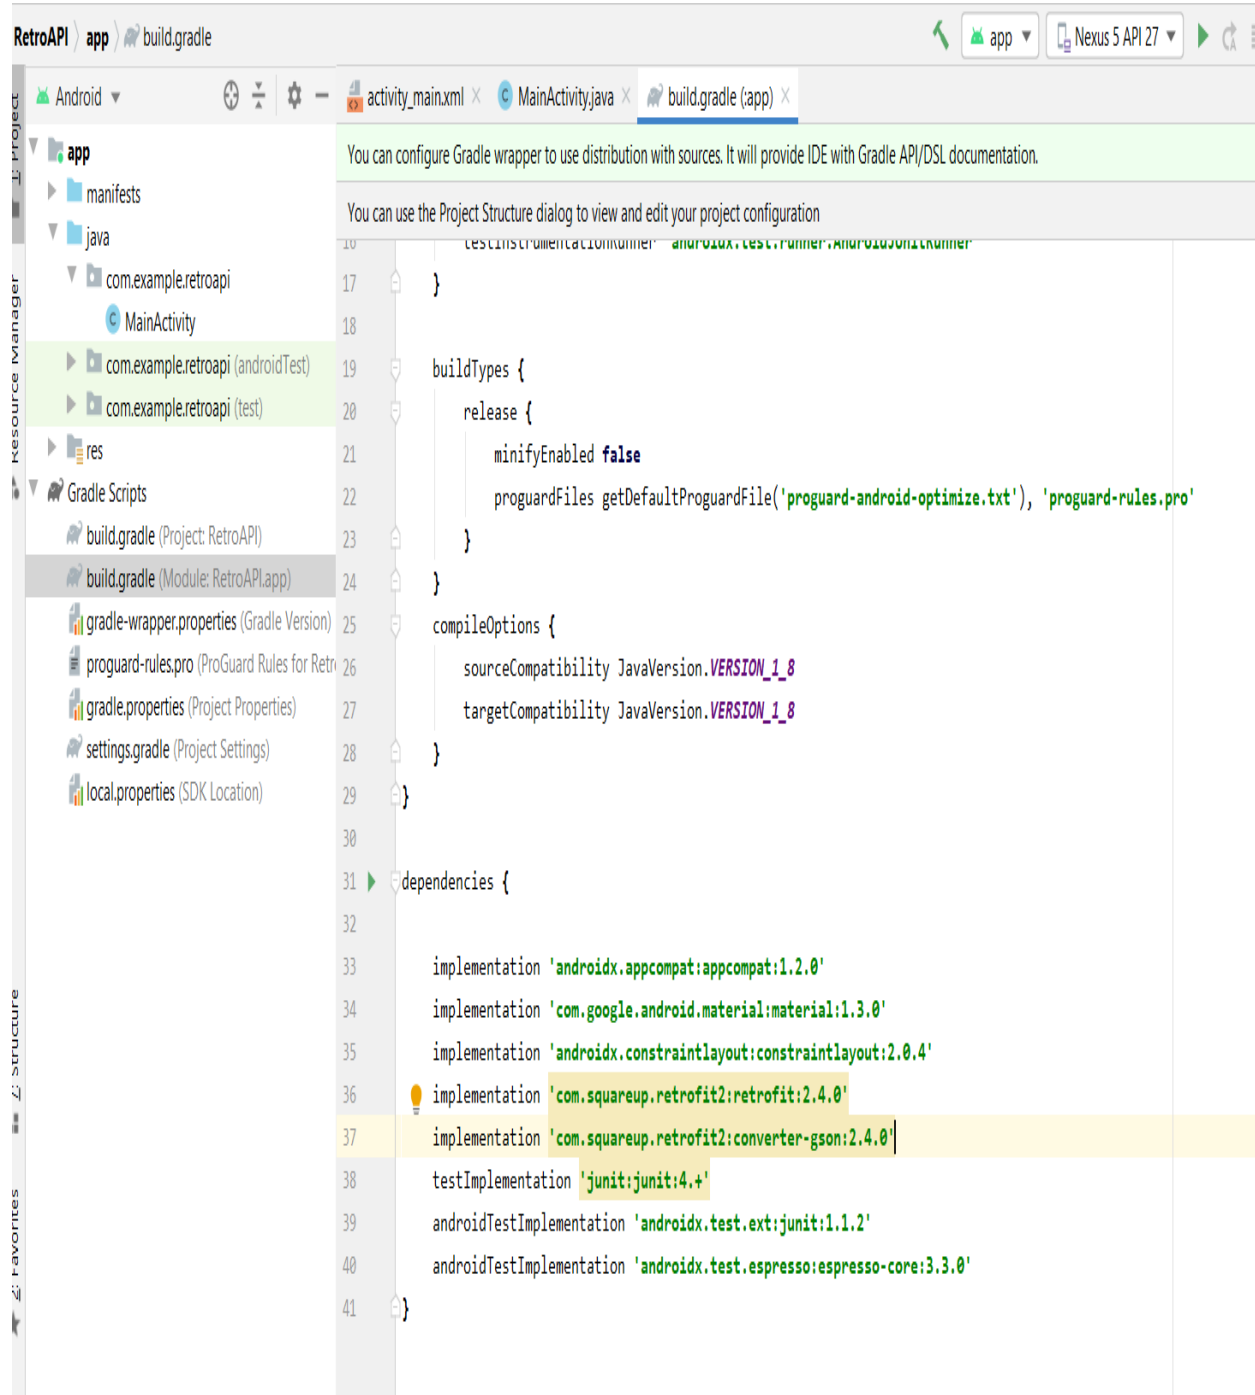 RetroAPI app build.gradle app Nexus 5 API 27
Android activity_main.xml MainActivity.java build.gradle (:app)
1: Project
Resource Manager
Z: Structure
2: Favorites
app
manifests
java
com.example.retroapi
MainActivity
com.example.retroapi (androidTest)
com.example.retroapi (test)
res
Gradle Scripts
build.gradle (Project: RetroAPI)
build.gradle (Module: RetroAPI.app)
gradle-wrapper.properties (Gradle Version)
proguard-rules.pro (ProGuard Rules for Retr
gradle.properties (Project Properties)
settings.gradle (Project Settings)
local.properties (SDK Location)
You can configure Gradle wrapper to use distribution with sources. It will provide IDE with Gradle API/DSL documentation.
You can use the Project Structure dialog to view and edit your project configuration
16 testInstrumentationRunner "androidx.test.runner.AndroidJUnitRunner"
17 }
18
19 buildTypes {
20 release {
21 minifyEnabled false
22 proguardFiles getDefaultProguardFile('proguard-android-optimize.txt'), 'proguard-rules.pro'
23 }
24 }
25 compileOptions {
26 sourceCompatibility JavaVersion.VERSION_1_8
27 targetCompatibility JavaVersion.VERSION_1_8
28 }
29 }
30
31 dependencies {
32
33 implementation 'androidx.appcompat:appcompat:1.2.0'
34 implementation 'com.google.android.material:material:1.3.0'
35 implementation 'androidx.constraintlayout:constraintlayout:2.0.4'
36 implementation 'com.squareup.retrofit2:retrofit:2.4.0'
37 implementation 'com.squareup.retrofit2:converter-gson:2.4.0'
38 testImplementation 'junit:junit:4.+'
39 androidTestImplementation 'androidx.test.ext:junit:1.1.2'
40 androidTestImplementation 'androidx.test.espresso:espresso-core:3.3.0'
41 }